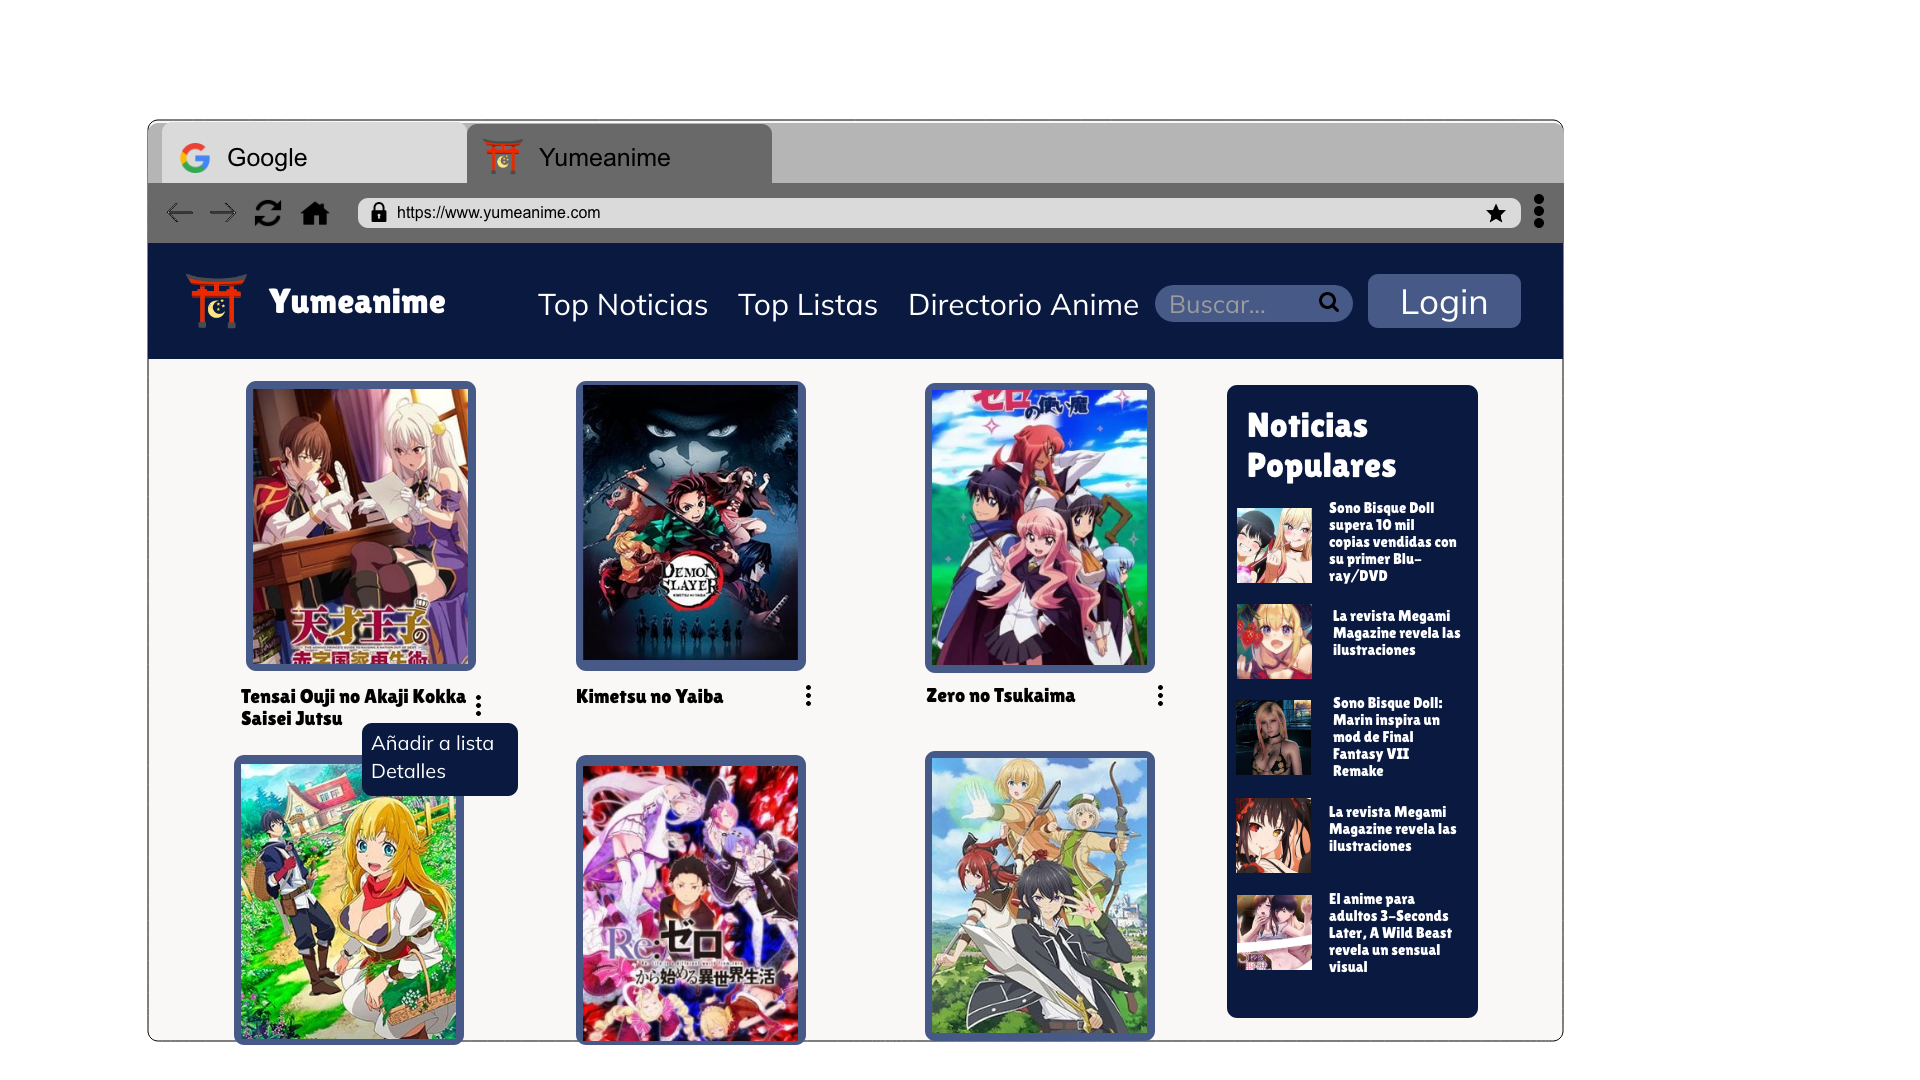 Google
Yumeanime
https://www.yumeanime.com
Yumeanime
Top Noticias
Top Listas
Directorio Anime
Buscar...
Login
天才王子の
赤字国家再生術
ゼロの使い魔
DEMON
SLAYER
KIMETSU NO YAIBA
Tensai Ouji no Akaji Kokka
Saisei Jutsu
Kimetsu no Yaiba
Zero no Tsukaima
Añadir a lista
Detalles
Re:ゼロ
から始める異世界生活
Noticias
Populares
Sono Bisque Doll
supera 10 mil
copias vendidas con
su primer Blu-
ray/DVD
La revista Megami
Magazine revela las
ilustraciones
Sono Bisque Doll:
Marin inspira un
mod de Final
Fantasy VII
Remake
La revista Megami
Magazine revela las
ilustraciones
El anime para
adultos 3-Seconds
Later, A Wild Beast
revela un sensual
visual